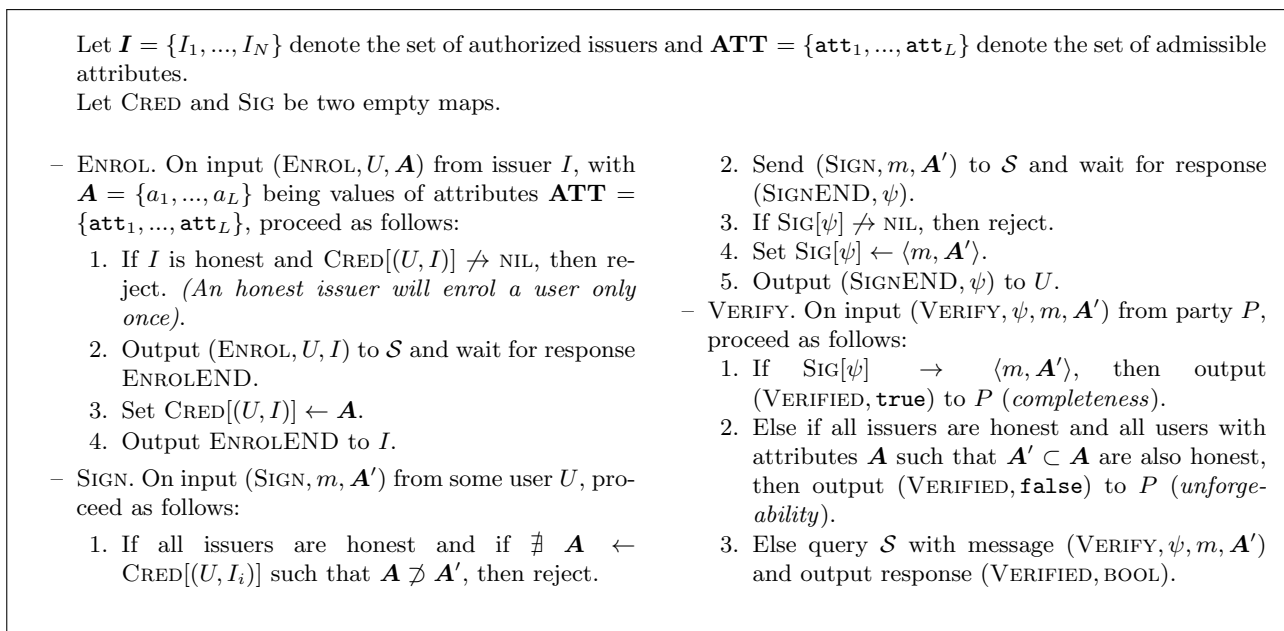 Let I = {I₁, ..., I_N} denote the set of authorized issuers and ATT = {att₁, ..., att_L} denote the set of admissible
attributes.
Let CRED and SIG be two empty maps.
– ENROL. On input (ENROL, U, A) from issuer I, with
A = {a₁, ..., a_L} being values of attributes ATT =
{att₁, ..., att_L}, proceed as follows:
1. If I is honest and CRED[(U, I)] ↛ NIL, then re-
ject. (An honest issuer will enrol a user only
once).
2. Output (ENROL, U, I) to S and wait for response
ENROLEND.
3. Set CRED[(U, I)] ← A.
4. Output ENROLEND to I.
– SIGN. On input (SIGN, m, A′) from some user U, pro-
ceed as follows:
1. If all issuers are honest and if ∄ A ←
CRED[(U, I_i)] such that A ⊅ A′, then reject.
2. Send (SIGN, m, A′) to S and wait for response
(SIGNEND, ψ).
3. If SIG[ψ] ↛ NIL, then reject.
4. Set SIG[ψ] ← ⟨m, A′⟩.
5. Output (SIGNEND, ψ) to U.
– VERIFY. On input (VERIFY, ψ, m, A′) from party P,
proceed as follows:
1. If SIG[ψ] → ⟨m, A′⟩, then output
(VERIFIED, true) to P (completeness).
2. Else if all issuers are honest and all users with
attributes A such that A′ ⊂ A are also honest,
then output (VERIFIED, false) to P (unforge-
ability).
3. Else query S with message (VERIFY, ψ, m, A′)
and output response (VERIFIED, BOOL).